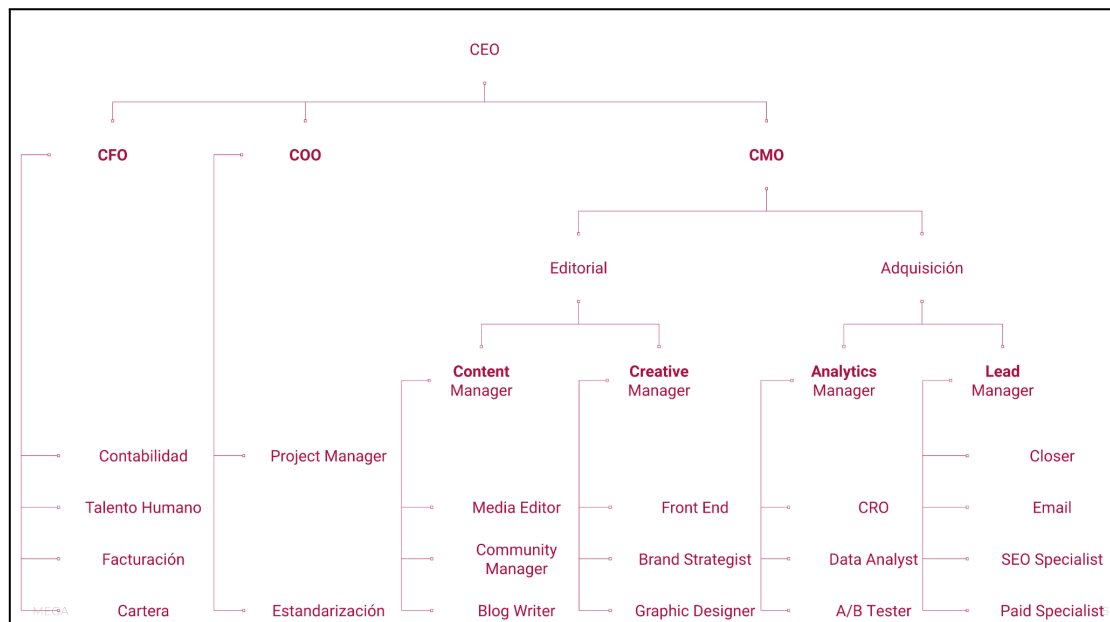 CEO
CFO
COO
CMO
Editorial
Adquisición
Content
Manager
Creative
Manager
Analytics
Manager
Lead
Manager
Contabilidad
Project Manager
Closer
Talento Humano
Media Editor
Front End
CRO
Email
Facturación
Community
Manager
Brand Strategist
Data Analyst
SEO Specialist
MEGA
Cartera
Estandarización
Blog Writer
Graphic Designer
A/B Tester
Paid Specialist